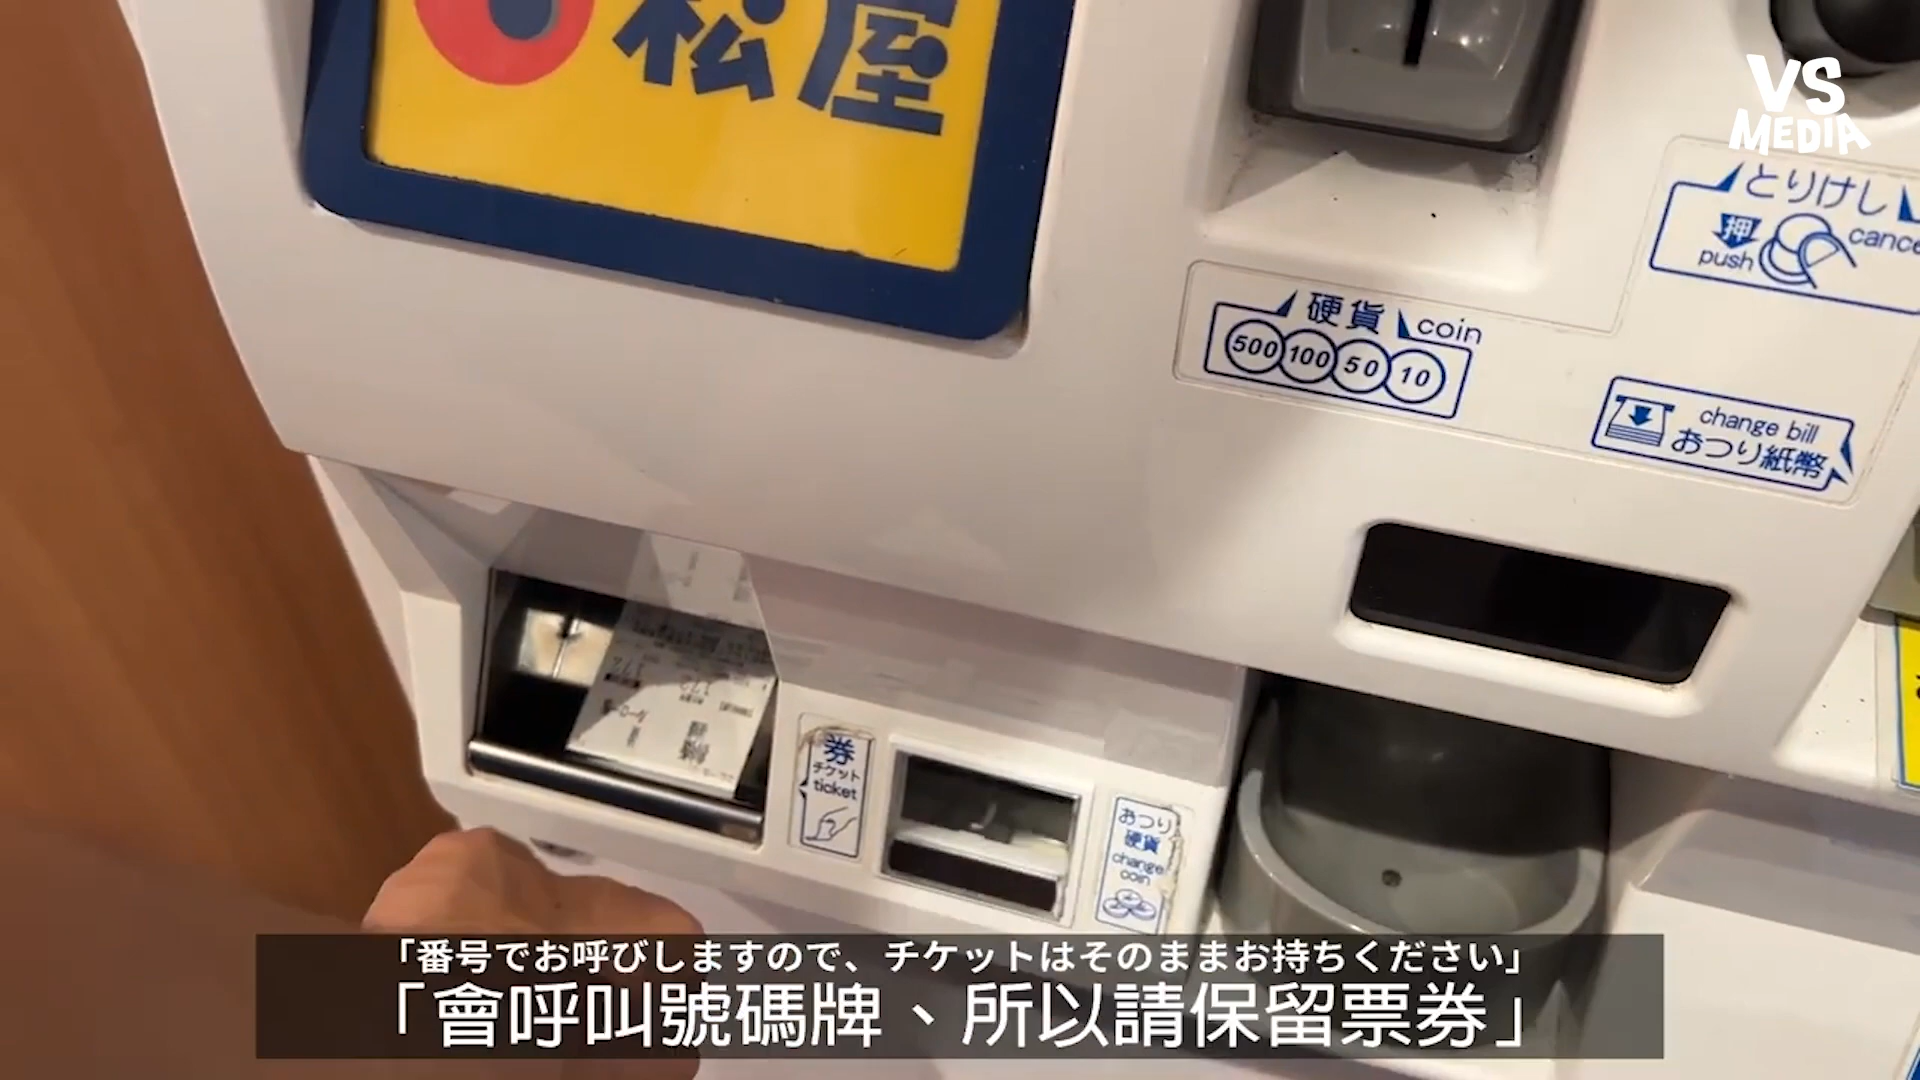 松屋
VS
MEDIA
とりけし
押
push
cance
硬貨 coin
500 100 50 10
change bill
おつり紙幣
172
172
券
チケット
ticket
おつり
硬貨
change
coin
「番号でお呼びしますので、チケットはそのままお持ちください」
「會呼叫號碼牌、所以請保留票券」